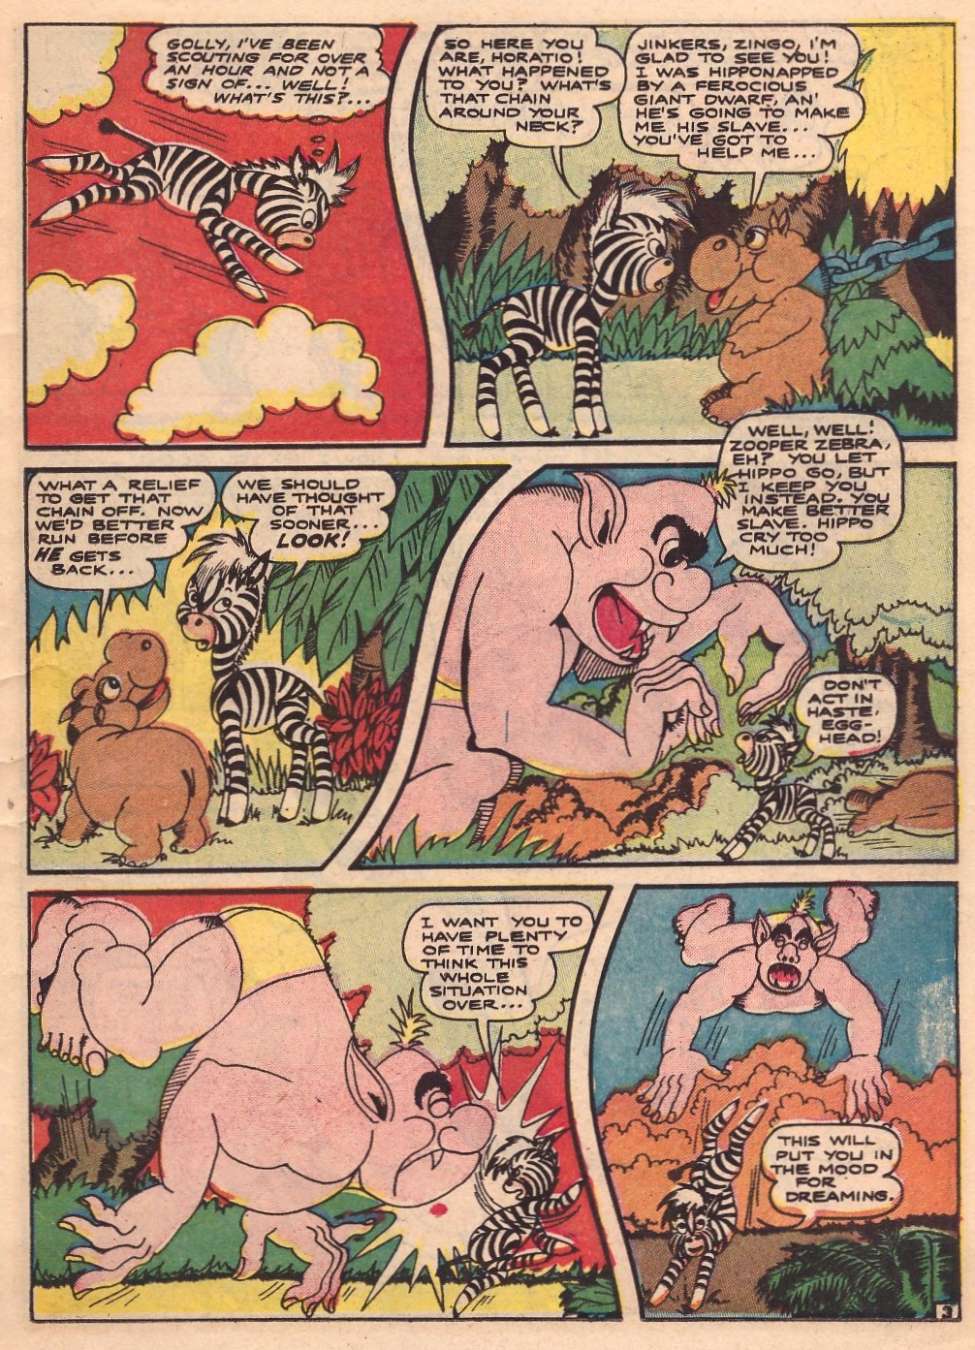 GOLLY, I'VE BEEN
SCOUTING FOR OVER
AN HOUR AND NOT A
SIGN OF... WELL!
WHAT'S THIS?...
SO HERE YOU
ARE, HORATIO!
WHAT HAPPENED
TO YOU? WHAT'S
THAT CHAIN
AROUND YOUR
NECK?
JINKERS, ZINGO, I'M
GLAD TO SEE YOU!
I WAS HIPPONAPPED
BY A FEROCIOUS
GIANT DWARF, AN'
HE'S GOING TO MAKE
ME HIS SLAVE...
YOU'VE GOT TO
HELP ME...
WHAT A RELIEF
TO GET THAT
CHAIN OFF. NOW
WE'D BETTER
RUN BEFORE
HE GETS
BACK...
WE SHOULD
HAVE THOUGHT
OF THAT
SOONER...
LOOK!
WELL, WELL!
ZOOPER ZEBRA,
EH? YOU LET
HIPPO GO, BUT
I KEEP YOU
INSTEAD. YOU
MAKE BETTER
SLAVE. HIPPO
CRY TOO
MUCH!
DON'T
ACT IN
HASTE,
EGG-
HEAD!
I WANT YOU TO
HAVE PLENTY
OF TIME TO
THINK THIS
WHOLE
SITUATION
OVER...
THIS WILL
PUT YOU IN
THE MOOD
FOR
DREAMING.
3